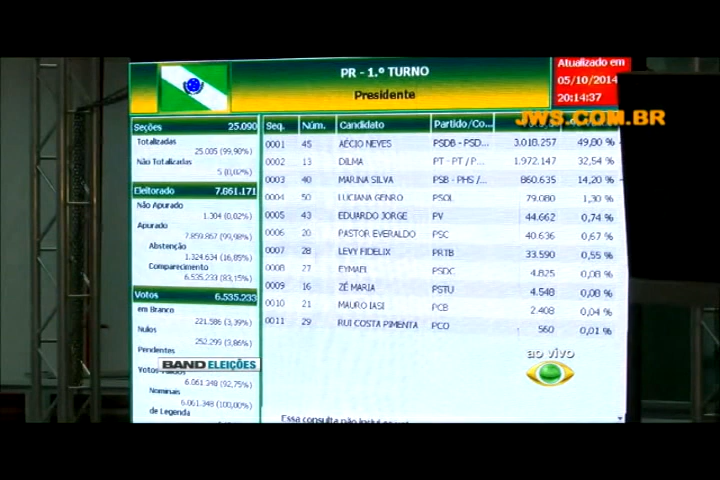 PR - 1.º TURNO
Presidente
Atualizado em
05/10/2014
20:14:37
JWS.COM.BR
Seções 25.090
Totalizadas
25.085 (99,98%)
Não Totalizadas
5 (0,02%)
Eleitorado 7.861.171
Não Apurado
1.304 (0,02%)
Apurado
7.859.867 (99,98%)
Abstenção
1.324.634 (16,85%)
Comparecimento
6.535.233 (83,15%)
Votos 6.535.233
em Branco
221.586 (3,39%)
Nulos
252.299 (3,86%)
Pendentes
BAND ELEIÇÕES
Votos
6.061.348 (92,75%)
Nominais
6.061.348 (100,00%)
de Legenda
Seq. Núm. Candidato Partido/Co...
0001 45 AÉCIO NEVES PSDB - PSD... 3.018.257 49,80 %
0002 13 DILMA PT - PT / P... 1.972.147 32,54 %
0003 40 MARINA SILVA PSB - PHS /... 860.635 14,20 %
0004 50 LUCIANA GENRO PSOL 79.080 1,30 %
0005 43 EDUARDO JORGE PV 44.662 0,74 %
0006 20 PASTOR EVERALDO PSC 40.636 0,67 %
0007 28 LEVY FIDELIX PRTB 33.590 0,55 %
0008 27 EYMAEL PSDC 4.825 0,08 %
0009 16 ZÉ MARIA PSTU 4.548 0,08 %
0010 21 MAURO IASI PCB 2.408 0,04 %
0011 29 RUI COSTA PIMENTA PCO 560 0,01 %
ao vivo
Essa consulta não inclui